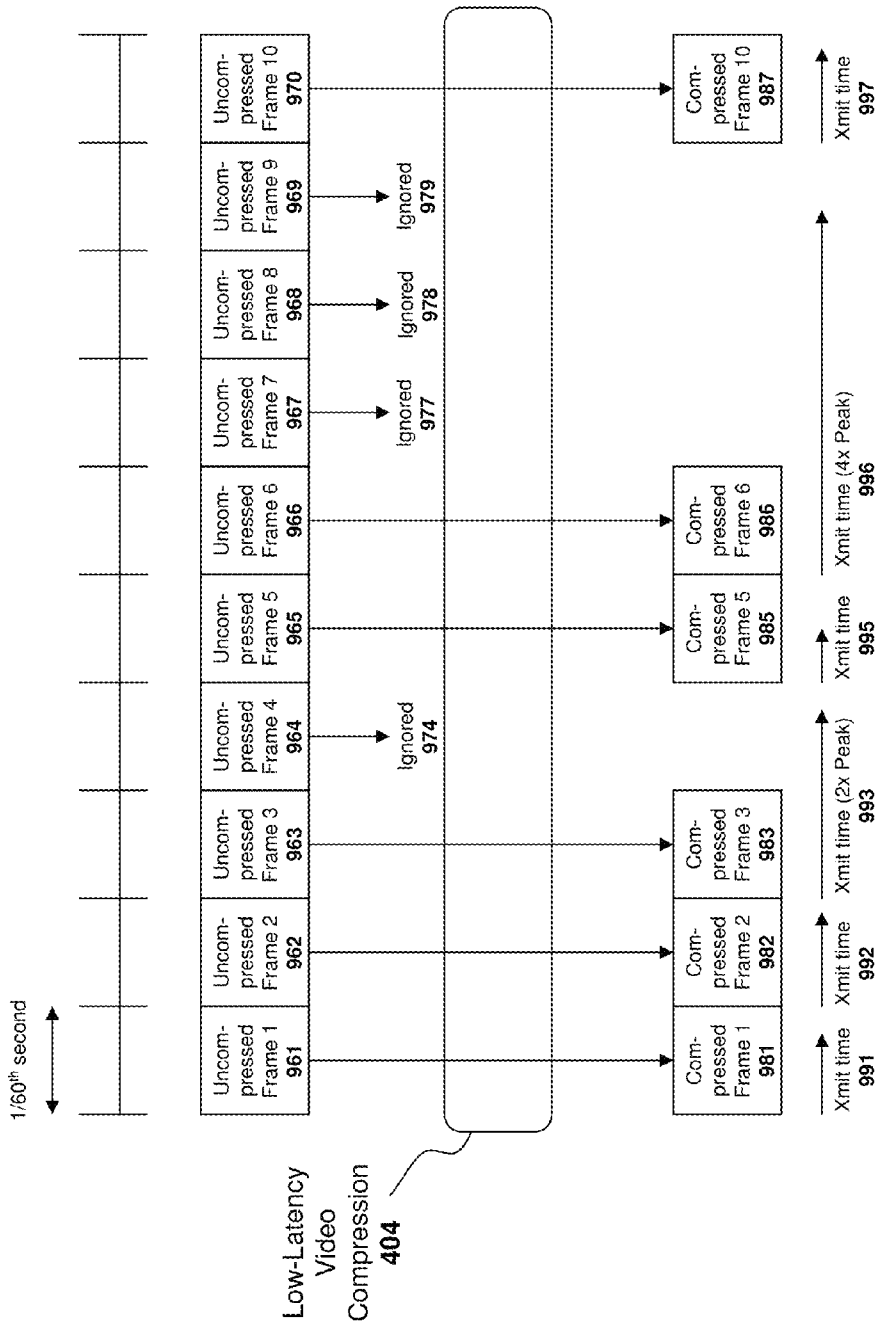 1/60th second
Uncom-
pressed
Frame 1
961
Uncom-
pressed
Frame 2
962
Uncom-
pressed
Frame 3
963
Uncom-
pressed
Frame 4
964
Uncom-
pressed
Frame 5
965
Uncom-
pressed
Frame 6
966
Uncom-
pressed
Frame 7
967
Uncom-
pressed
Frame 8
968
Uncom-
pressed
Frame 9
969
Uncom-
pressed
Frame 10
970
Ignored
974
Ignored
977
Ignored
978
Ignored
979
Low-Latency
Video
Compression
404
Com-
pressed
Frame 1
981
Com-
pressed
Frame 2
982
Com-
pressed
Frame 3
983
Com-
pressed
Frame 5
985
Com-
pressed
Frame 6
986
Com-
pressed
Frame 10
987
Xmit time
991
Xmit time
992
Xmit time (2x Peak)
993
Xmit time
995
Xmit time (4x Peak)
996
Xmit time
997